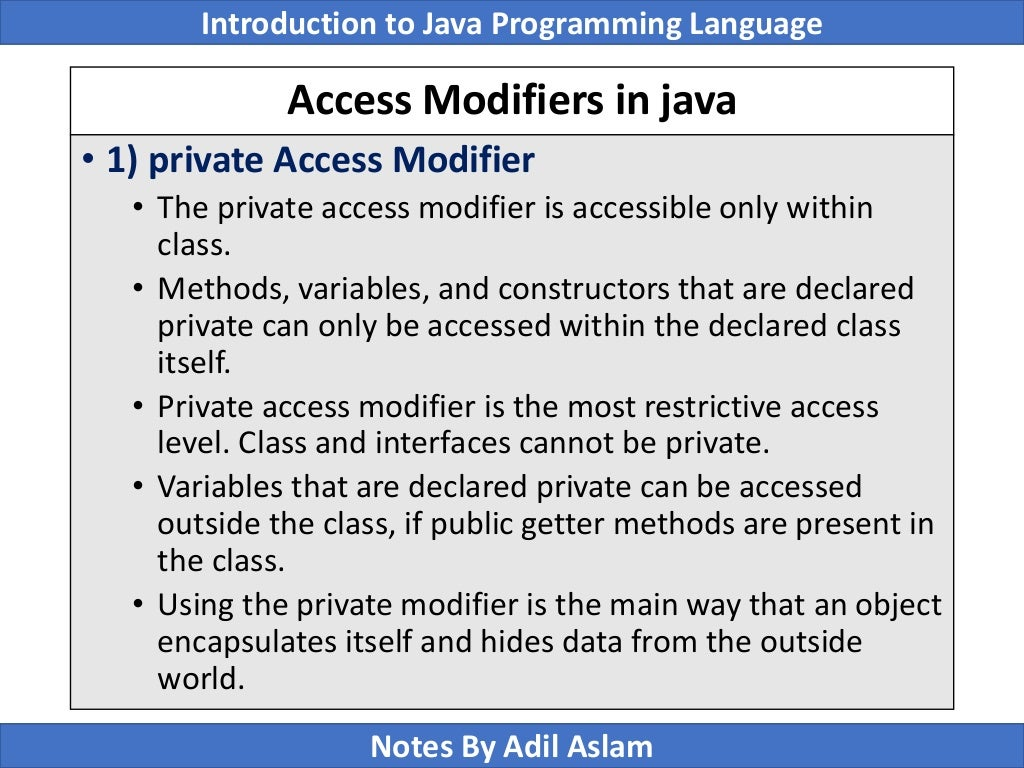 Introduction to Java Programming Language
Access Modifiers in java
• 1) private Access Modifier
• The private access modifier is accessible only within
class.
• Methods, variables, and constructors that are declared
private can only be accessed within the declared class
itself.
• Private access modifier is the most restrictive access
level. Class and interfaces cannot be private.
• Variables that are declared private can be accessed
outside the class, if public getter methods are present in
the class.
• Using the private modifier is the main way that an object
encapsulates itself and hides data from the outside
world.
Notes By Adil Aslam